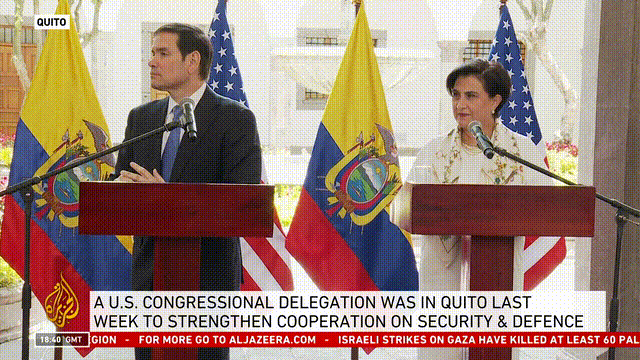 QUITO
A U.S. CONGRESSIONAL DELEGATION WAS IN QUITO LAST
WEEK TO STRENGTHEN COOPERATION ON SECURITY & DEFENCE
18:40 GMT EGION - FOR MORE GO TO ALJAZEERA.COM - ISRAELI STRIKES ON GAZA HAVE KILLED AT LEAST 60 PAL